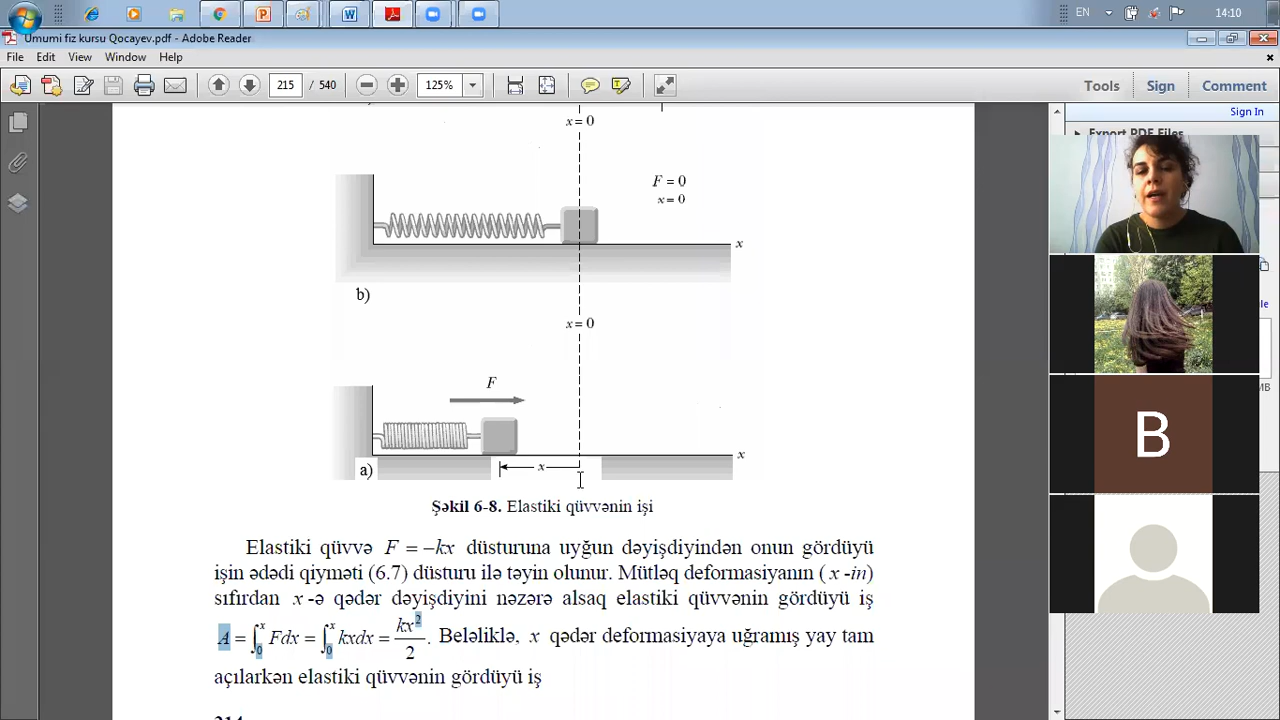 EN
14:10
Umumi fiz kursu Qocayev.pdf - Adobe Reader
File Edit View Window Help
215 / 540 125% Tools Sign Comment
Sign In
Export PDF Files
x = 0
F = 0
x = 0
x
b)
x = 0
F
x
a)
x
Şəkil 6-8. Elastiki qüvvənin işi
Elastiki qüvvə F = –kx düsturuna uyğun dəyişdiyindən onun gördüyü
işin ədədi qiyməti (6.7) düsturu ilə təyin olunur. Mütləq deformasiyanın ( x -in)
sıfırdan x-ə qədər dəyişdiyini nəzərə alsaq elastiki qüvvənin gördüyü iş
A = ∫₀ˣ Fdx = ∫₀ˣ kxdx = kx²/2. Beləliklə, x qədər deformasiyaya uğramış yay tam
açılarkən elastiki qüvvənin gördüyü iş
214
B
MB